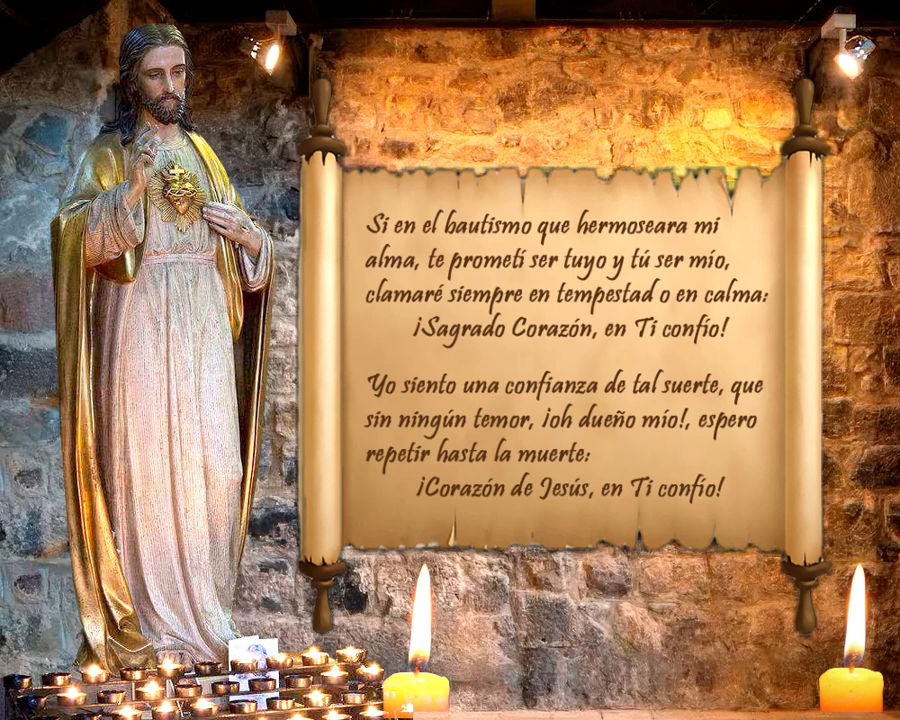 Si en el bautismo que hermoseara mi
alma, te prometí ser tuyo y tú ser mío,
clamaré siempre en tempestad o en calma:
¡Sagrado Corazón, en Ti confío!
Yo siento una confianza de tal suerte, que
sin ningún temor, ¡oh dueño mío!, espero
repetir hasta la muerte:
¡Corazón de Jesús, en Ti confío!